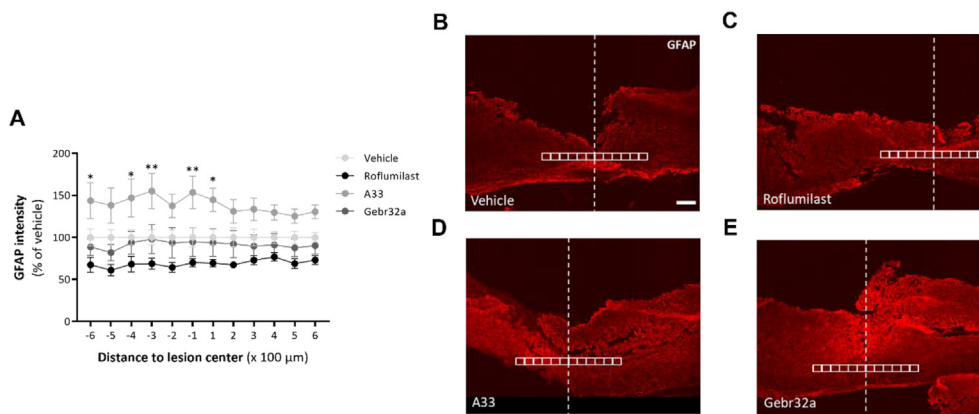 A
GFAP intensity
(% of vehicle)
200
150
100
50
0
* * ** ** *
-6 -5 -4 -3 -2 -1 1 2 3 4 5 6
Distance to lesion center (x 100 µm)
Vehicle
Roflumilast
A33
Gebr32a
B
GFAP
Vehicle
C
Roflumilast
D
A33
E
Gebr32a